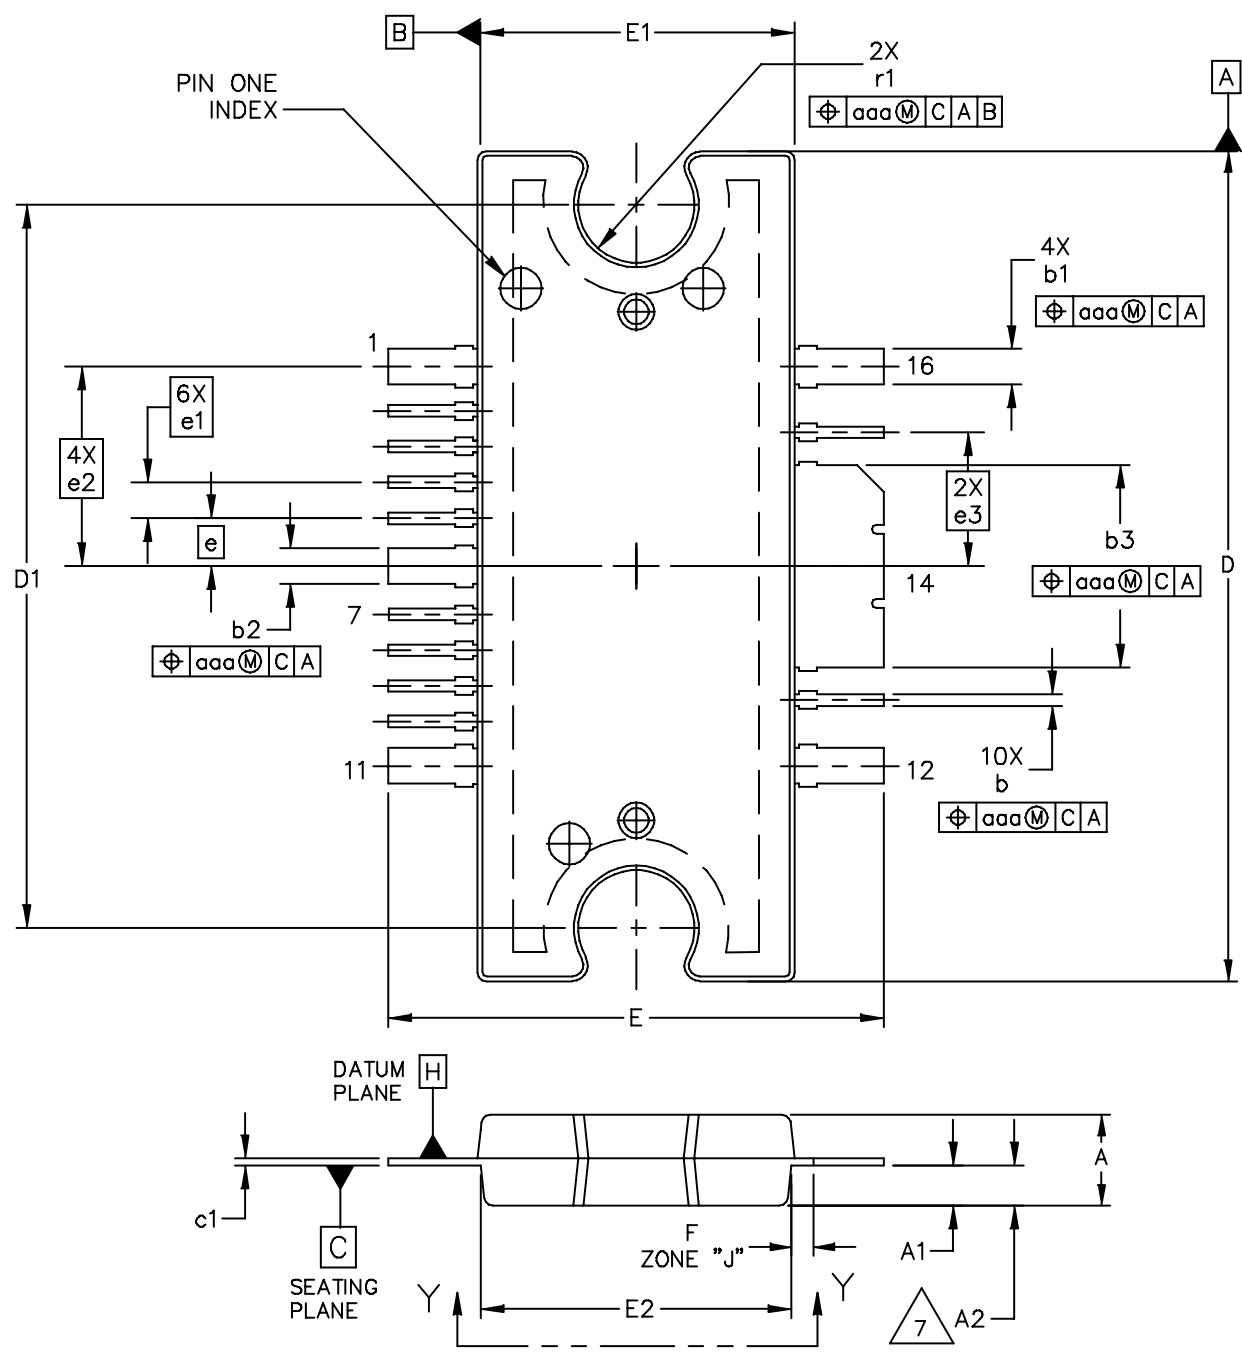 B
E1
2X
r1
aaa Ⓜ C A B
A
PIN ONE
INDEX
4X
b1
aaa Ⓜ C A
1
16
6X
e1
4X
e2
2X
e3
e
b3
aaa Ⓜ C A
D1
D
14
7
b2
aaa Ⓜ C A
11
12
10X
b
aaa Ⓜ C A
E
DATUM
PLANE
H
A
c1
C
SEATING
PLANE
F
ZONE "J"
A1
Y
Y
E2
7
A2